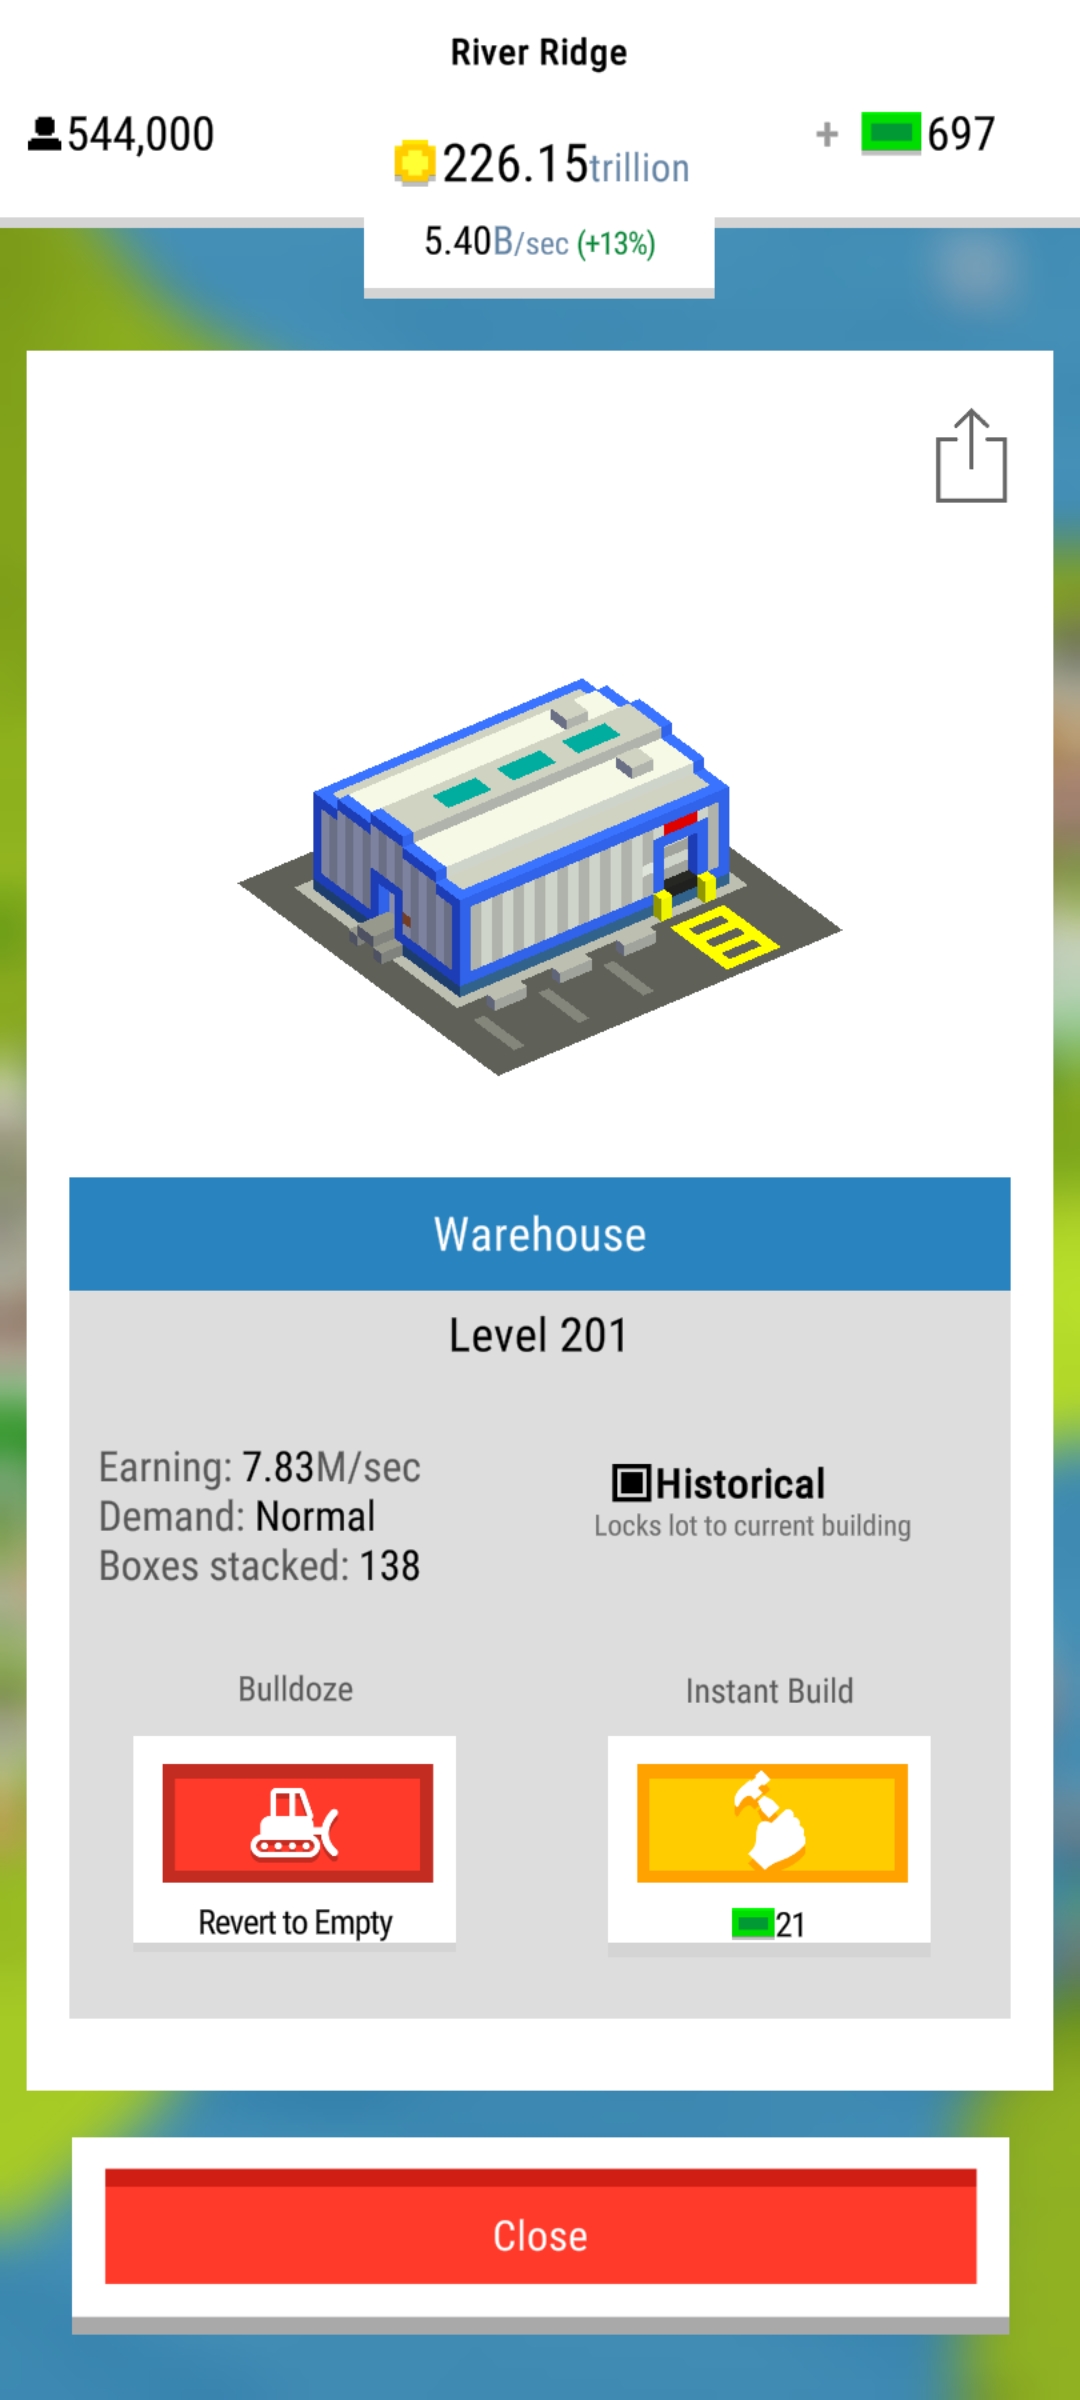 River Ridge
544,000
226.15trillion
+ 697
5.40B/sec (+13%)
Warehouse
Level 201
Earning: 7.83M/sec
Demand: Normal
Boxes stacked: 138
Historical
Locks lot to current building
Bulldoze
Instant Build
Revert to Empty
21
Close